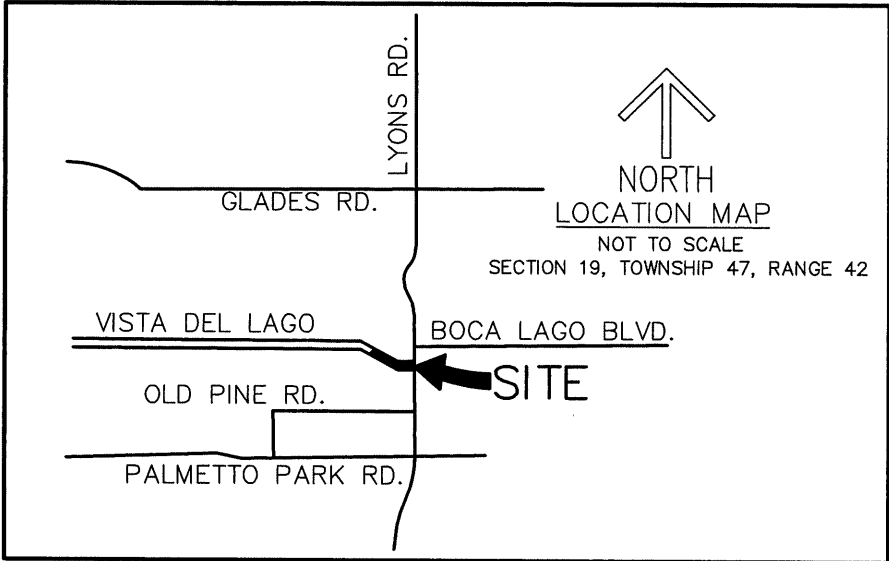 LYONS RD.
GLADES RD.
NORTH
LOCATION MAP
NOT TO SCALE
SECTION 19, TOWNSHIP 47, RANGE 42
VISTA DEL LAGO
BOCA LAGO BLVD.
SITE
OLD PINE RD.
PALMETTO PARK RD.